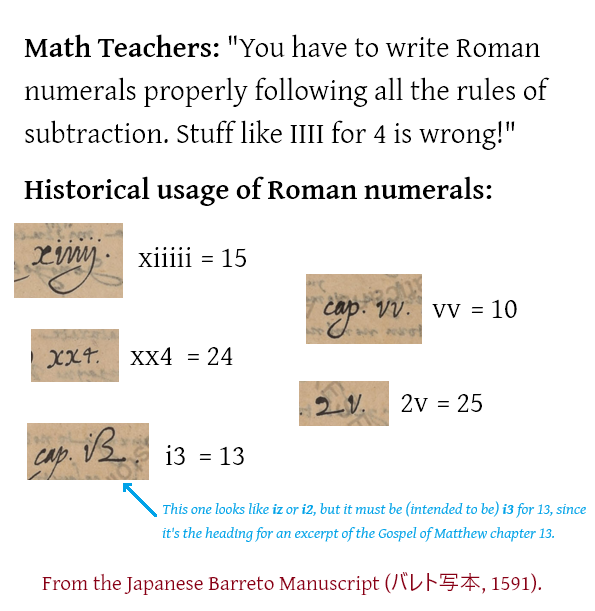 Math Teachers: "You have to write Roman
numerals properly following all the rules of
subtraction. Stuff like IIII for 4 is wrong!"
Historical usage of Roman numerals:
xiiiij. xiiiii = 15
cap. vv. vv = 10
xx4. xx4 = 24
2v. 2v = 25
cap. i3. i3 = 13
This one looks like iz or i2, but it must be (intended to be) i3 for 13, since
it's the heading for an excerpt of the Gospel of Matthew chapter 13.
From the Japanese Barreto Manuscript (バレト写本, 1591).